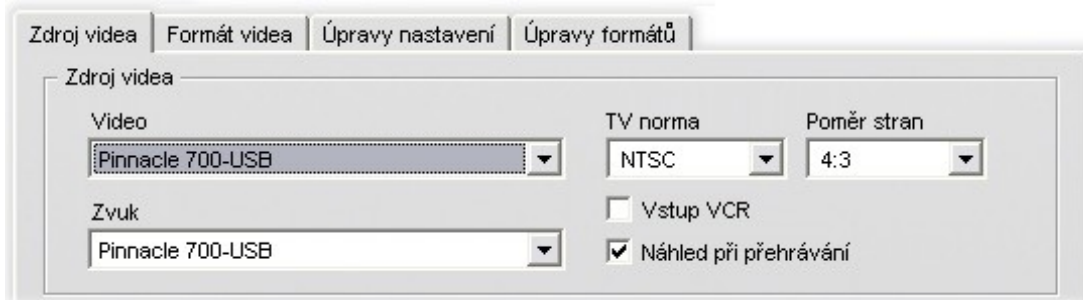 Zdroj videa Formát videa Úpravy nastavení Úpravy formátů
Zdroj videa
Video TV norma Poměr stran
Pinnacle 700-USB NTSC 4:3
Zvuk Vstup VCR
Pinnacle 700-USB Náhled při přehrávání